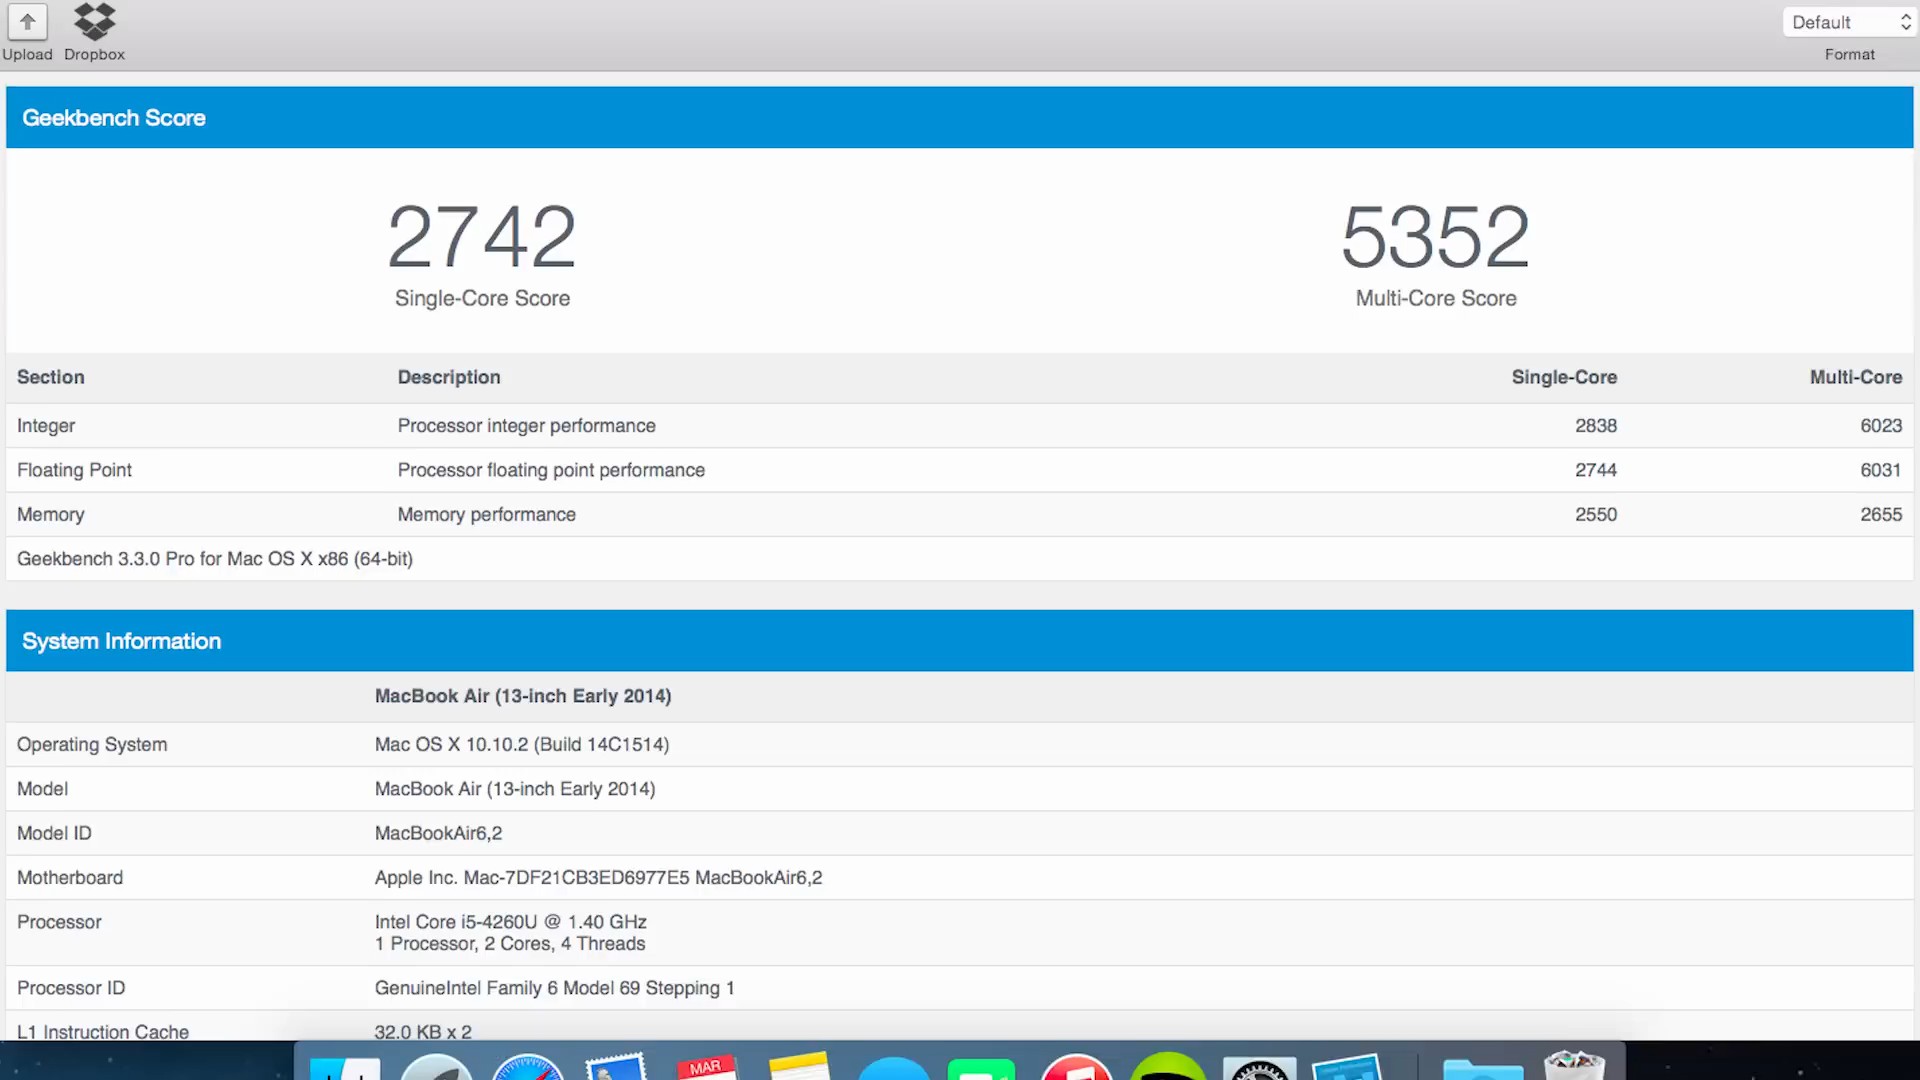 Upload Dropbox
Default
Format
Geekbench Score
2742 5352
Single-Core Score Multi-Core Score
Section Description Single-Core Multi-Core
Integer Processor integer performance 2838 6023
Floating Point Processor floating point performance 2744 6031
Memory Memory performance 2550 2655
Geekbench 3.3.0 Pro for Mac OS X x86 (64-bit)
System Information
MacBook Air (13-inch Early 2014)
Operating System Mac OS X 10.10.2 (Build 14C1514)
Model MacBook Air (13-inch Early 2014)
Model ID MacBookAir6,2
Motherboard Apple Inc. Mac-7DF21CB3ED6977E5 MacBookAir6,2
Processor Intel Core i5-4260U @ 1.40 GHz
1 Processor, 2 Cores, 4 Threads
Processor ID GenuineIntel Family 6 Model 69 Stepping 1
L1 Instruction Cache 32.0 KB x 2
MAR